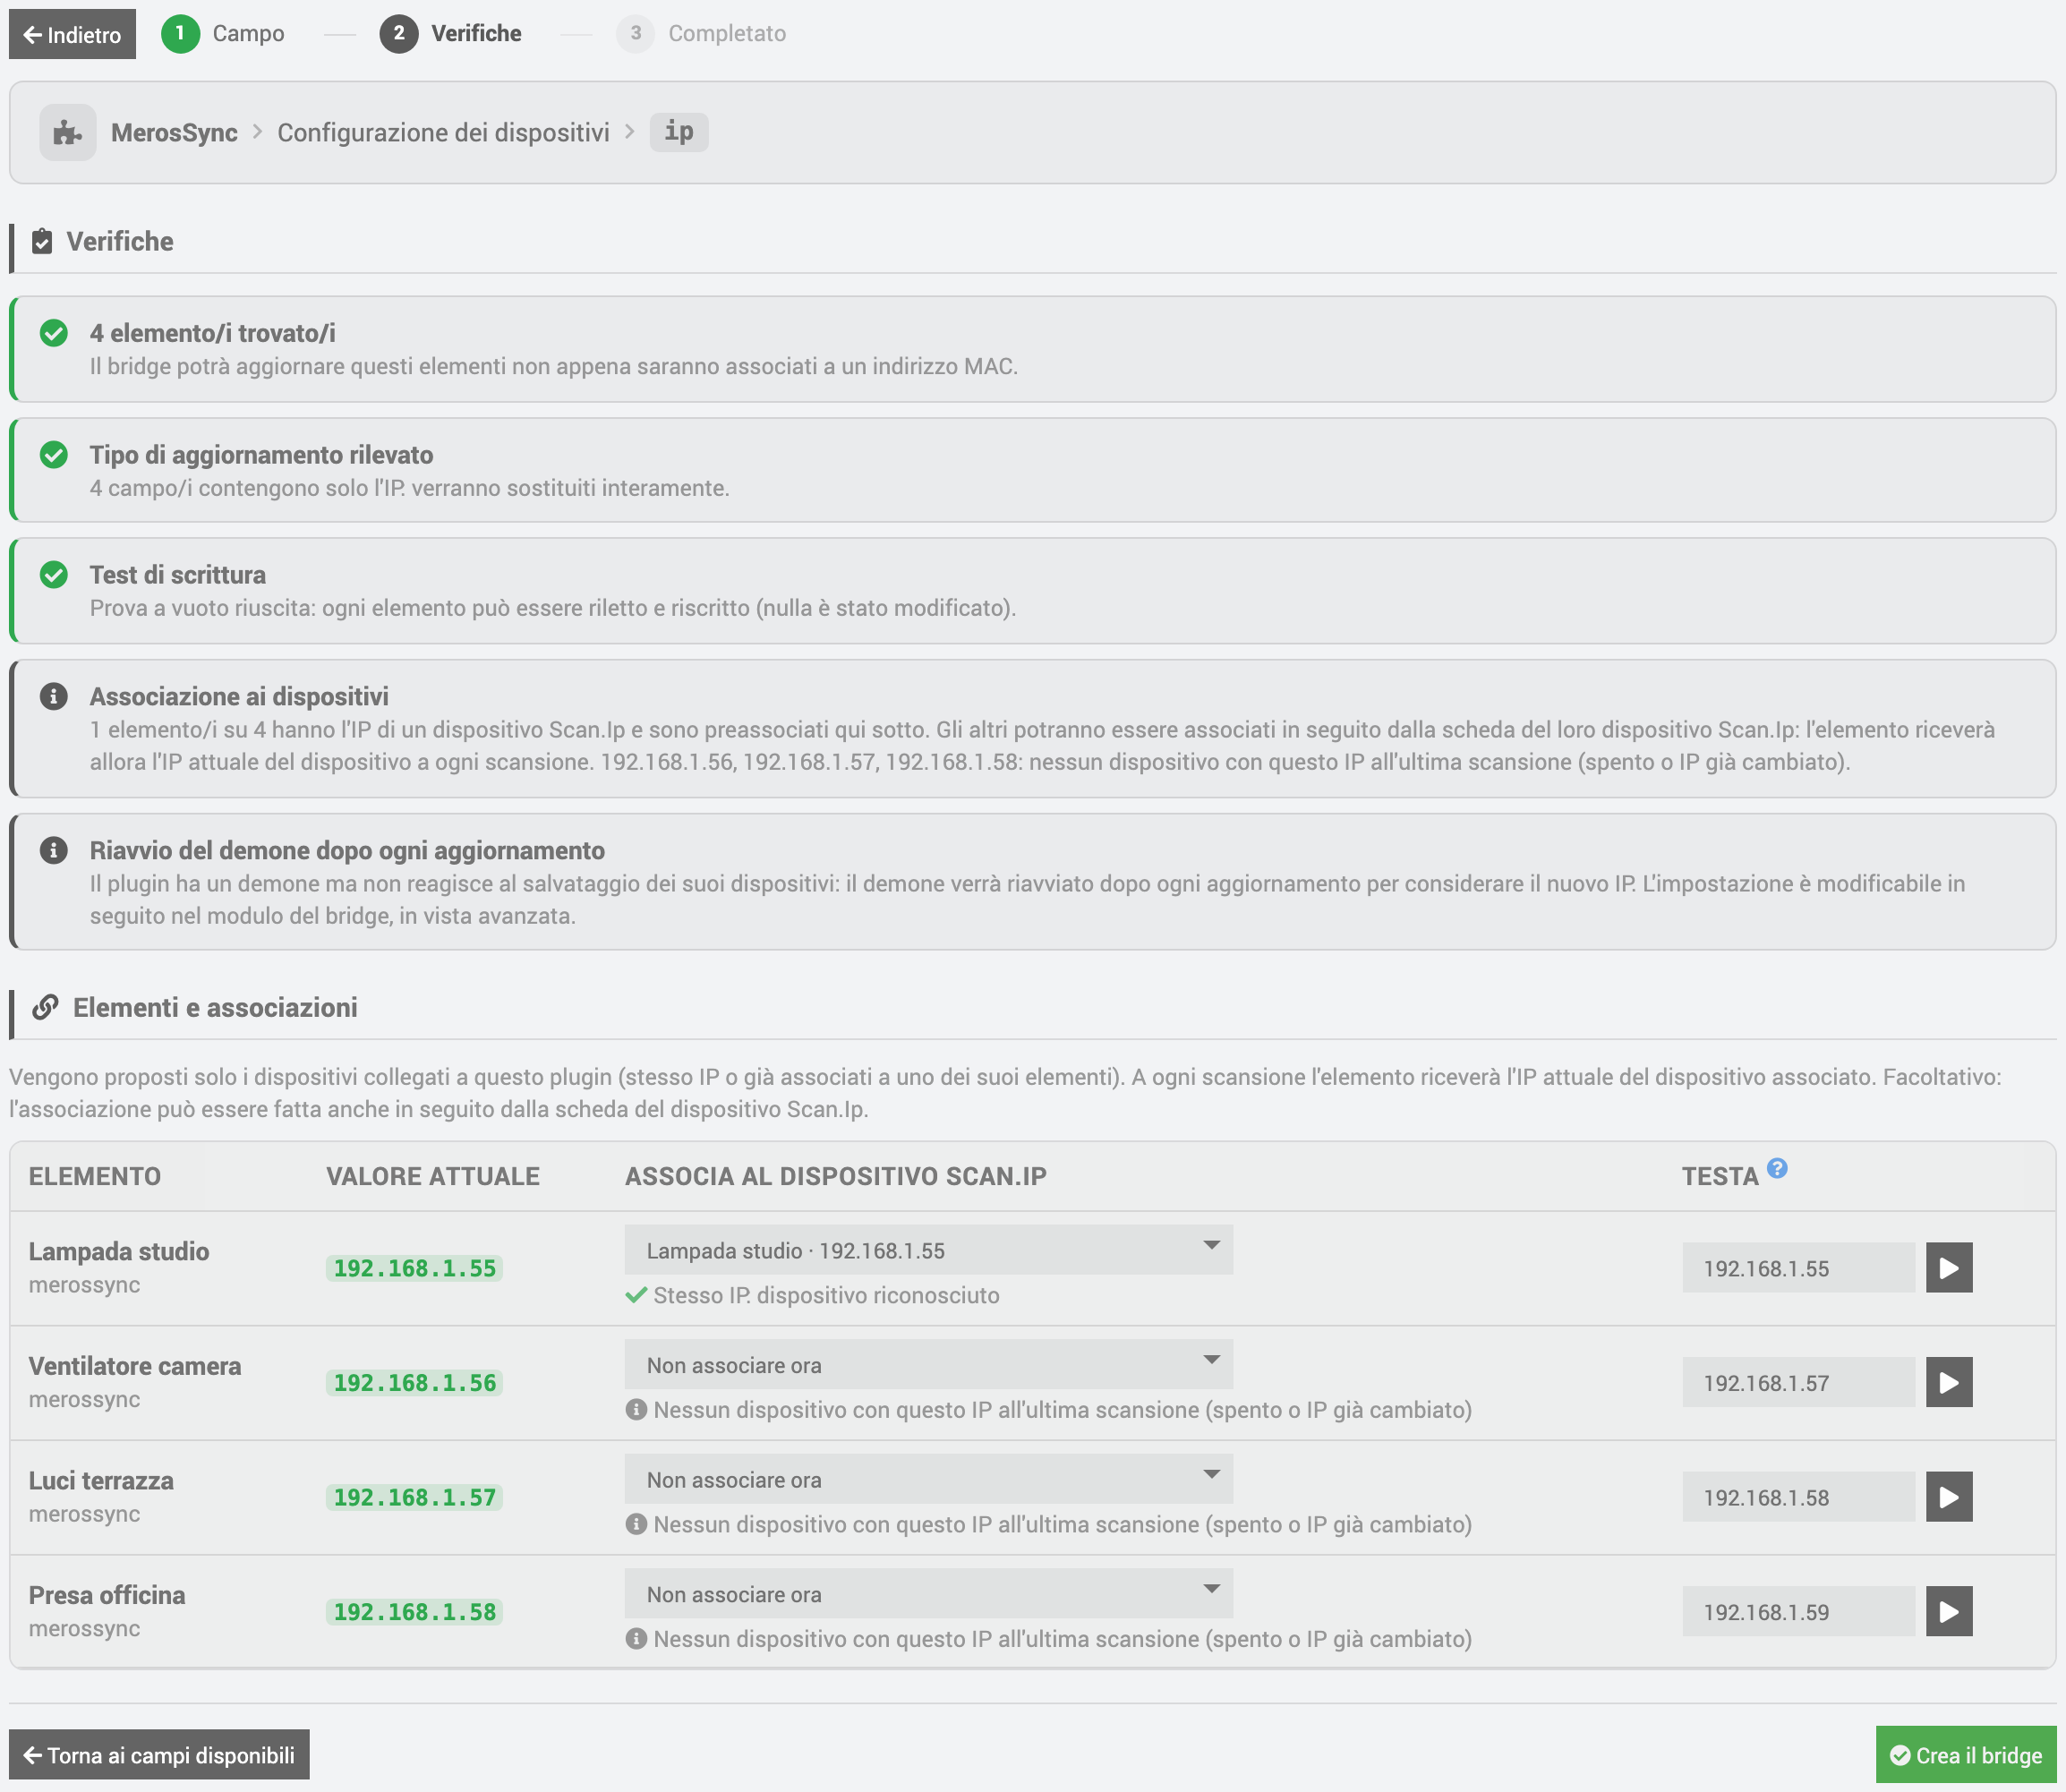 Indietro 1 Campo 2 Verifiche 3 Completato
MerosSync Configurazione dei dispositivi ip
Verifiche
4 elemento/i trovato/i
Il bridge potrà aggiornare questi elementi non appena saranno associati a un indirizzo MAC.
Tipo di aggiornamento rilevato
4 campo/i contengono solo l'IP. verranno sostituiti interamente.
Test di scrittura
Prova a vuoto riuscita: ogni elemento può essere riletto e riscritto (nulla è stato modificato).
Associazione ai dispositivi
1 elemento/i su 4 hanno l'IP di un dispositivo Scan.Ip e sono preassociati qui sotto. Gli altri potranno essere associati in seguito dalla scheda del loro dispositivo Scan.Ip: l'elemento riceverà
allora l'IP attuale del dispositivo a ogni scansione. 192.168.1.56, 192.168.1.57, 192.168.1.58: nessun dispositivo con questo IP all'ultima scansione (spento o IP già cambiato).
Riavvio del demone dopo ogni aggiornamento
Il plugin ha un demone ma non reagisce al salvataggio dei suoi dispositivi: il demone verrà riavviato dopo ogni aggiornamento per considerare il nuovo IP. L'impostazione è modificabile in
seguito nel modulo del bridge, in vista avanzata.
Elementi e associazioni
Vengono proposti solo i dispositivi collegati a questo plugin (stesso IP o già associati a uno dei suoi elementi). A ogni scansione l'elemento riceverà l'IP attuale del dispositivo associato. Facoltativo:
l'associazione può essere fatta anche in seguito dalla scheda del dispositivo Scan.Ip.
ELEMENTO VALORE ATTUALE ASSOCIA AL DISPOSITIVO SCAN.IP TESTA ?
Lampada studio 192.168.1.55 Lampada studio · 192.168.1.55 192.168.1.55
merossync Stesso IP. dispositivo riconosciuto
Ventilatore camera 192.168.1.56 Non associare ora 192.168.1.57
merossync Nessun dispositivo con questo IP all'ultima scansione (spento o IP già cambiato)
Luci terrazza 192.168.1.57 Non associare ora 192.168.1.58
merossync Nessun dispositivo con questo IP all'ultima scansione (spento o IP già cambiato)
Presa officina 192.168.1.58 Non associare ora 192.168.1.59
merossync Nessun dispositivo con questo IP all'ultima scansione (spento o IP già cambiato)
Torna ai campi disponibili Crea il bridge